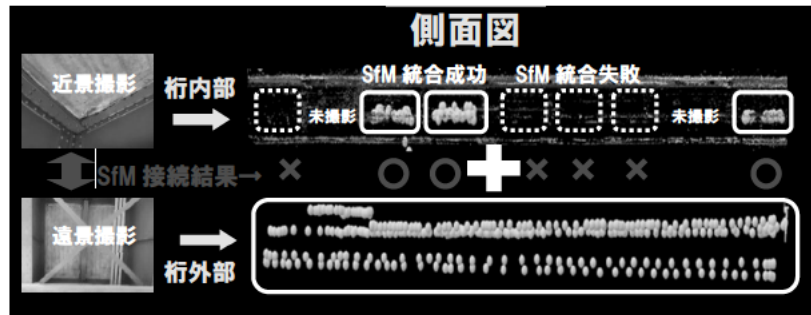 側面図
近景撮影
桁内部
SfM 統合成功
SfM 統合失敗
未撮影
未撮影
SfM 接続結果→
× ○ ○ × × × ○
遠景撮影
桁外部